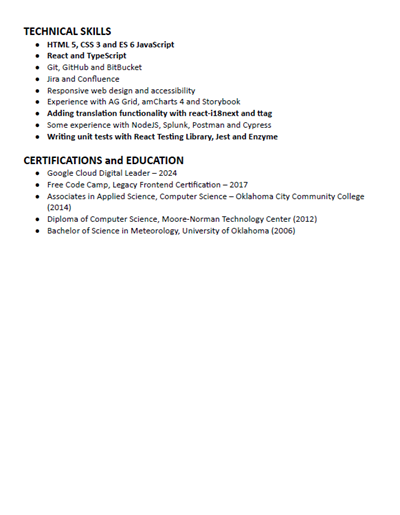 TECHNICAL SKILLS
● HTML 5, CSS 3 and ES 6 JavaScript
● React and TypeScript
● Git, GitHub and BitBucket
● Jira and Confluence
● Responsive web design and accessibility
● Experience with AG Grid, amCharts 4 and Storybook
● Adding translation functionality with react-i18next and ttag
● Some experience with NodeJS, Splunk, Postman and Cypress
● Writing unit tests with React Testing Library, Jest and Enzyme
CERTIFICATIONS and EDUCATION
● Google Cloud Digital Leader – 2024
● Free Code Camp, Legacy Frontend Certification – 2017
● Associates in Applied Science, Computer Science – Oklahoma City Community College
(2014)
● Diploma of Computer Science, Moore-Norman Technology Center (2012)
● Bachelor of Science in Meteorology, University of Oklahoma (2006)